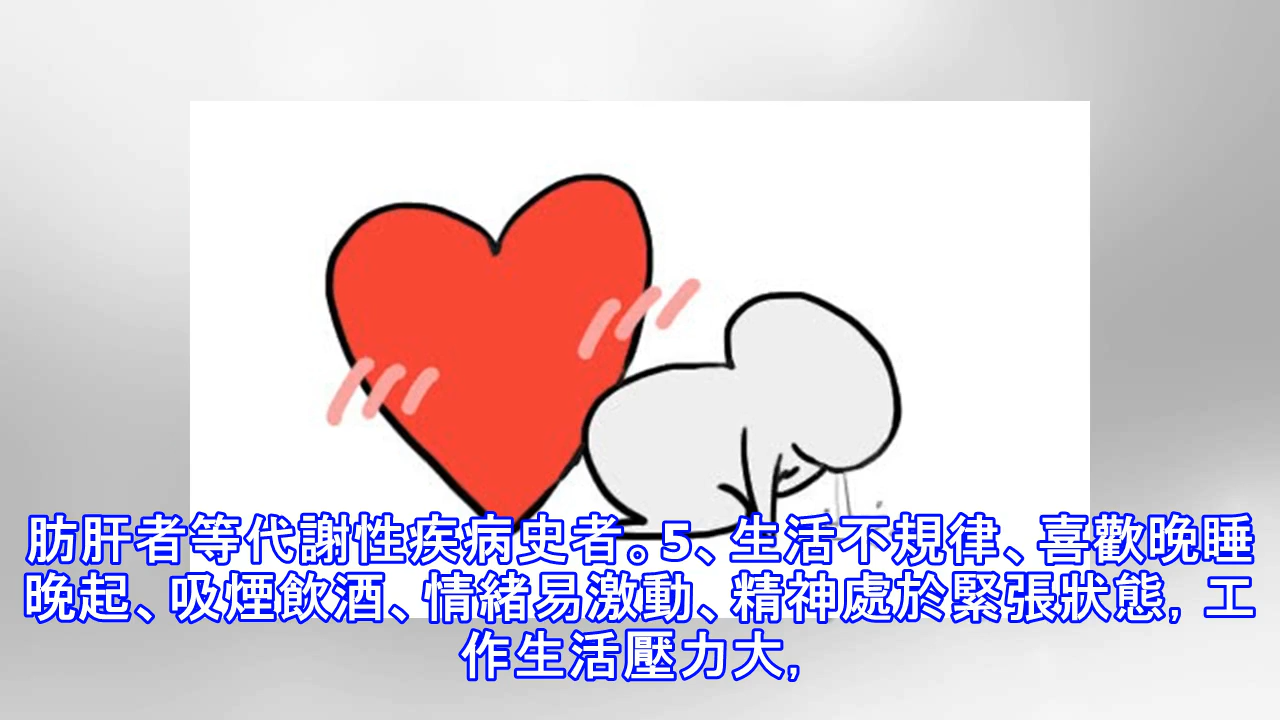 肪肝者等代謝性疾病史者。5、生活不規律、喜歡晚睡
晚起、吸煙飲酒、情緒易激動、精神處於緊張狀態, 工
作生活壓力大,